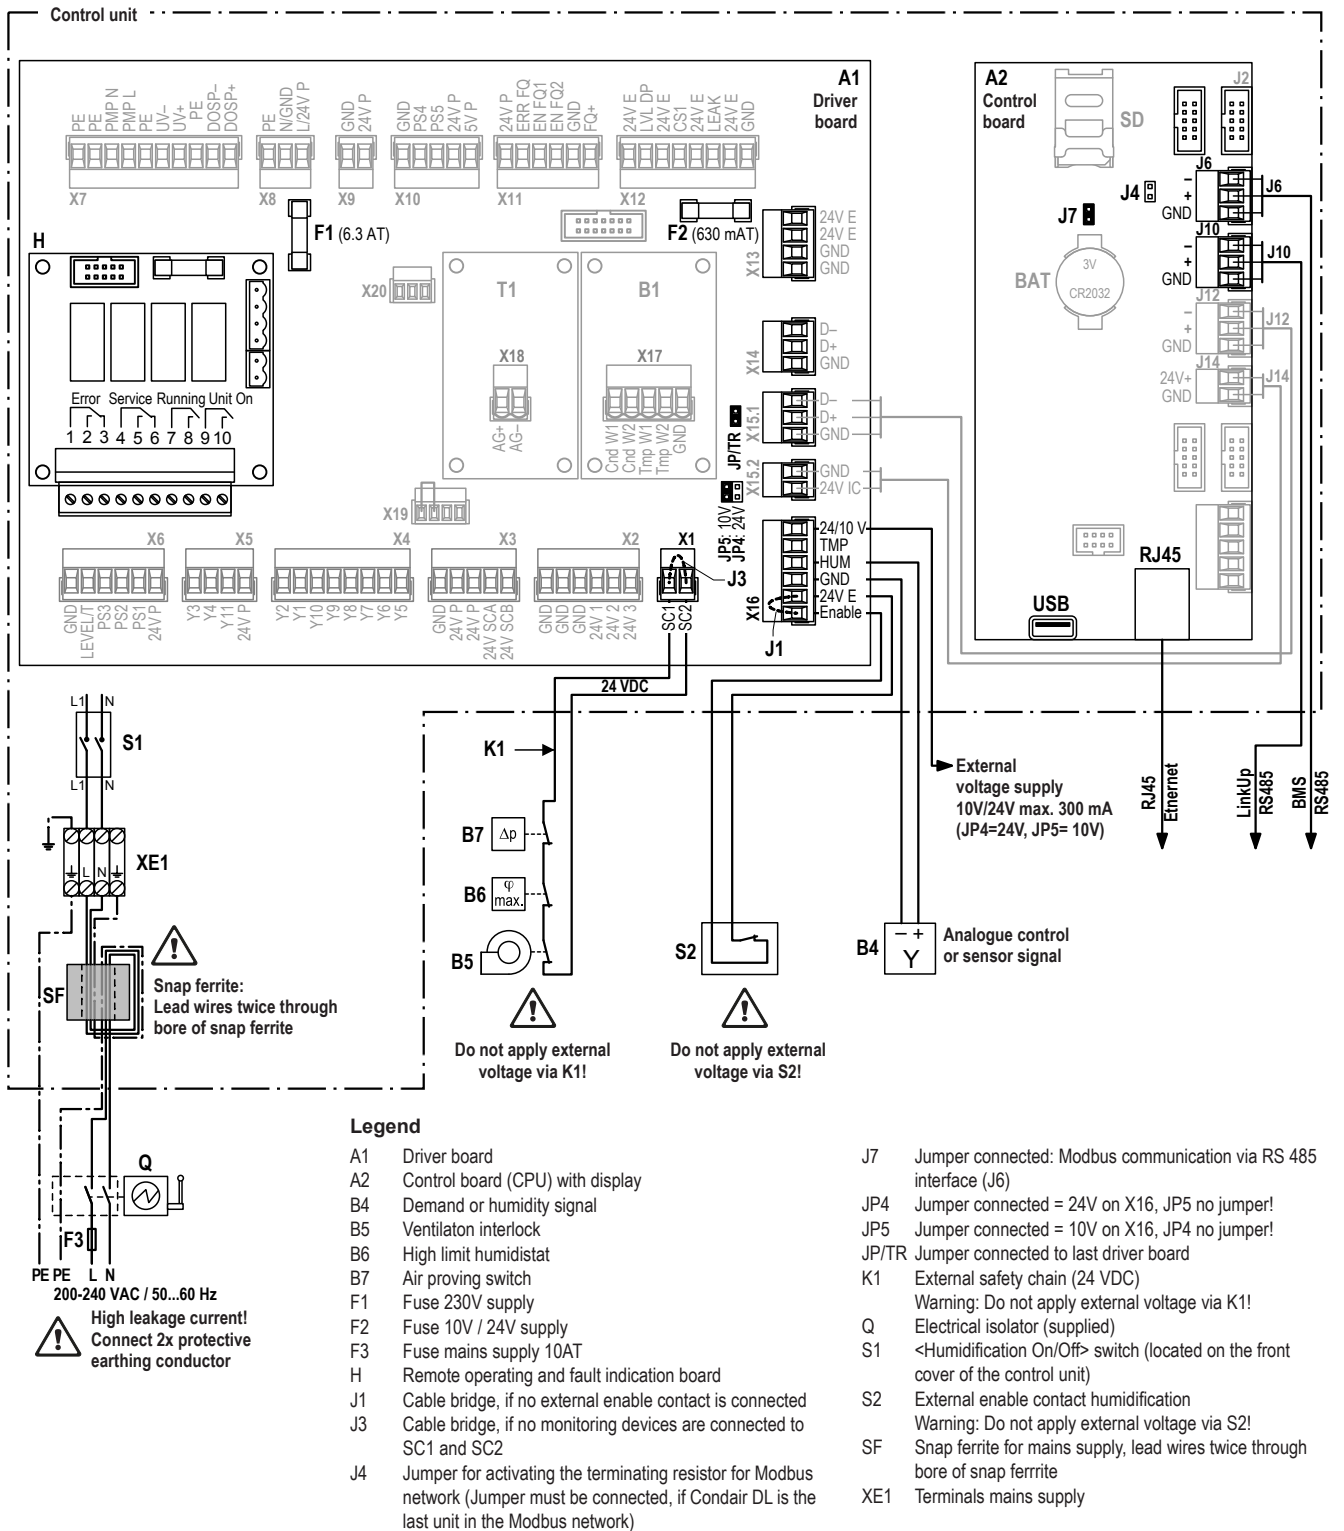 Control unit
A1
Driver
board
PE
PE
PMP N
PMP L
PE
UV–
UV+
PE
DOSP–
DOSP+
X7
PE
N/GND
L/24V P
X8
GND
24V P
X9
GND
PS4
PS5
24V P
5V P
X10
24V P
ERR FQ
EN FQ1
EN FQ2
GND
FQ+
X11
24V E
LVL DP
24V E
CS1
24V E
LEAK
24V E
GND
X12
F1 (6.3 AT)
F2 (630 mAT)
24V E
24V E
GND
GND
X13
H
Error Service Running Unit On
1 2 3 4 5 6 7 8 9 10
X20
T1
X18
AG+
AG–
B1
X17
Cnd W1
Cnd W2
Tmp W1
Tmp W2
GND
D–
D+
GND
X14
D–
D+
GND
X15.1
JP/TR
GND
24V IC
X15.2
JP5: 10V
JP4: 24V
24/10 V
TMP
HUM
GND
24V E
Enable
X16
J1
X19
X6
GND
LEVEL/T
PS3
PS2
PS1
24V P
X5
Y3
Y4
Y11
24V P
X4
Y2
Y1
Y10
Y9
Y8
Y7
Y6
Y5
X3
GND
24V P
24V P
24V SCA
24V SCB
X2
GND
GND
GND
24V 1
24V 2
24V 3
X1
J3
SC1
SC2
A2
Control
board
SD
J2
J4
J7
J6
–
+
GND
J6
J10
–
+
GND
J10
BAT
3V
CR2032
J12
–
+
GND
J12
J14
24V+
GND
J14
RJ45
USB
24 VDC
L1 N
S1
L1 N
XE1
L N
SF
Snap ferrite:
Lead wires twice through
bore of snap ferrite
K1
B7 Δp
B6 φ
max.
B5
Do not apply external
voltage via K1!
S2
Do not apply external
voltage via S2!
B4
– +
Y
Analogue control
or sensor signal
External
voltage supply
10V/24V max. 300 mA
(JP4=24V, JP5= 10V)
RJ45
Eternet
LinkUp
RS485
BMS
RS485
Q
F3
PE PE L N
200-240 VAC / 50...60 Hz
High leakage current!
Connect 2x protective
earthing conductor
Legend
A1 Driver board
A2 Control board (CPU) with display
B4 Demand or humidity signal
B5 Ventilaton interlock
B6 High limit humidistat
B7 Air proving switch
F1 Fuse 230V supply
F2 Fuse 10V / 24V supply
F3 Fuse mains supply 10AT
H Remote operating and fault indication board
J1 Cable bridge, if no external enable contact is connected
J3 Cable bridge, if no monitoring devices are connected to
SC1 and SC2
J4 Jumper for activating the terminating resistor for Modbus
network (Jumper must be connected, if Condair DL is the
last unit in the Modbus network)
J7 Jumper connected: Modbus communication via RS 485
interface (J6)
JP4 Jumper connected = 24V on X16, JP5 no jumper!
JP5 Jumper connected = 10V on X16, JP4 no jumper!
JP/TR Jumper connected to last driver board
K1 External safety chain (24 VDC)
Warning: Do not apply external voltage via K1!
Q Electrical isolator (supplied)
S1 <Humidification On/Off> switch (located on the front
cover of the control unit)
S2 External enable contact humidification
Warning: Do not apply external voltage via S2!
SF Snap ferrite for mains supply, lead wires twice through
bore of snap ferrrite
XE1 Terminals mains supply